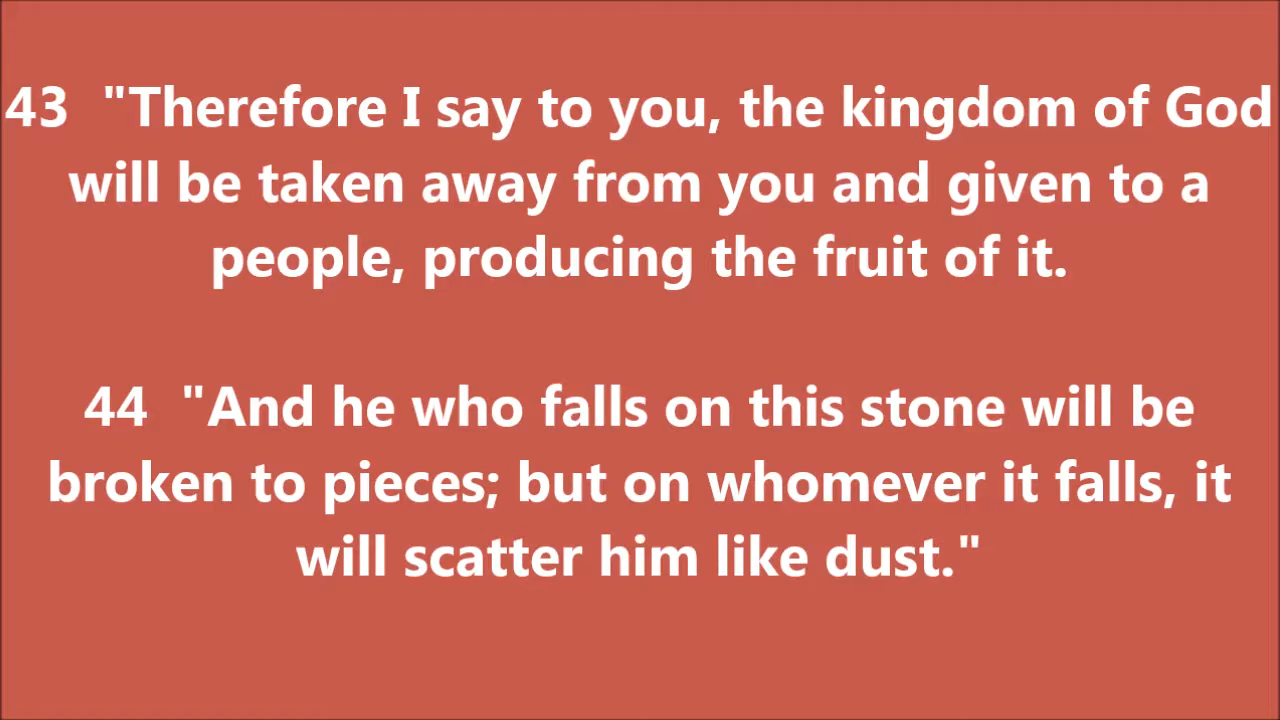 43  "Therefore I say to you, the kingdom of God
will be taken away from you and given to a
people, producing the fruit of it.
44  "And he who falls on this stone will be
broken to pieces; but on whomever it falls, it
will scatter him like dust."